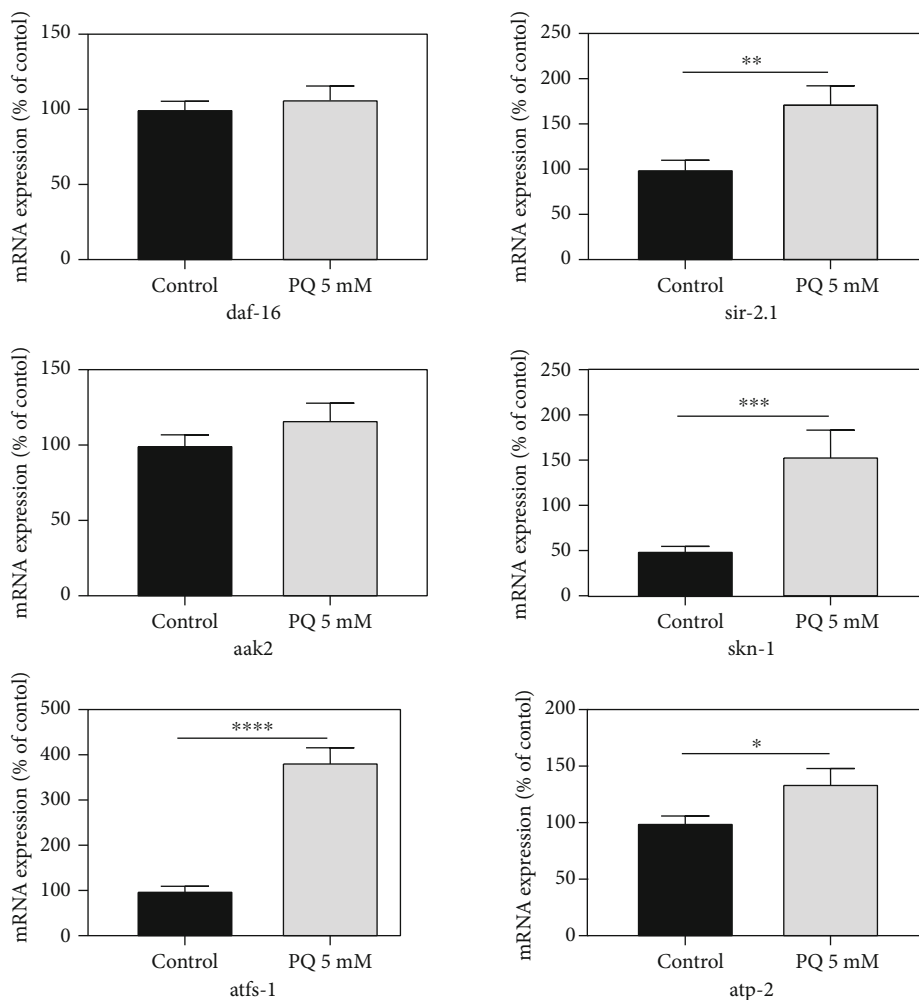 mRNA expression (% of contol)
150
100
50
0
Control
PQ 5 mM
daf-16
mRNA expression (% of contol)
250
200
150
100
50
0
**
Control
PQ 5 mM
sir-2.1
mRNA expression (% of contol)
150
100
50
0
Control
PQ 5 mM
aak2
mRNA expression (% of contol)
250
200
150
100
50
0
***
Control
PQ 5 mM
skn-1
mRNA expression (% of contol)
500
400
300
200
100
0
****
Control
PQ 5 mM
atfs-1
mRNA expression (% of contol)
200
150
100
50
0
*
Control
PQ 5 mM
atp-2